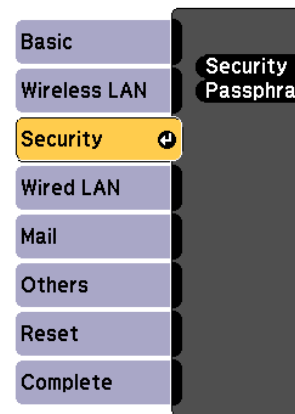 Basic
Wireless LAN
Security
Wired LAN
Mail
Others
Reset
Complete
Security
Passphra